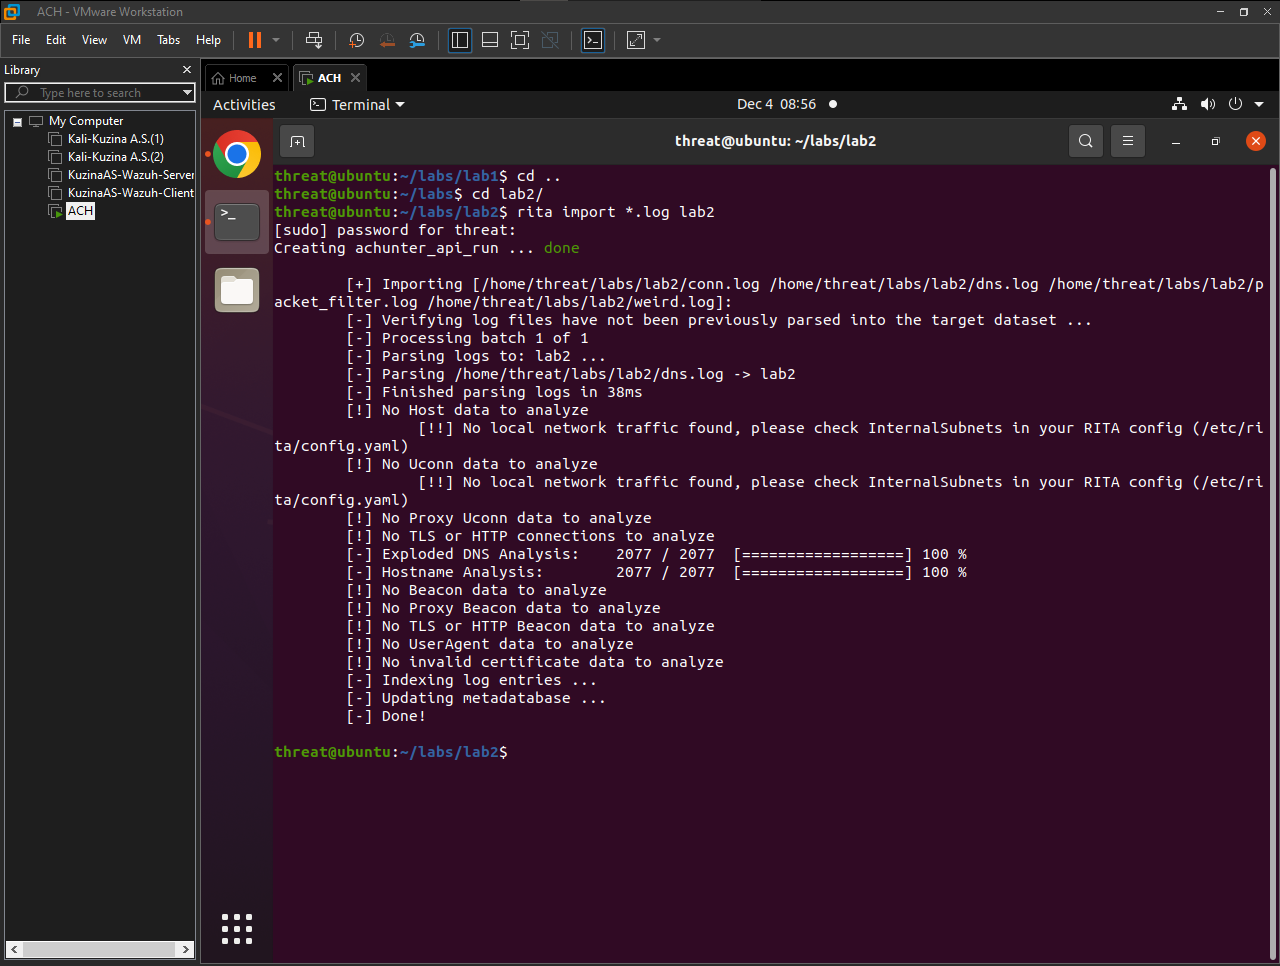 ACH - VMware Workstation
File Edit View VM Tabs Help
Library
Type here to search
My Computer
Kali-Kuzina A.S.(1)
Kali-Kuzina A.S.(2)
KuzinaAS-Wazuh-Server
KuzinaAS-Wazuh-Client
ACH
Home
ACH
Activities
Terminal
Dec 4 08:56
threat@ubuntu: ~/labs/lab2
threat@ubuntu:~/labs/lab1$ cd ..
threat@ubuntu:~/labs$ cd lab2/
threat@ubuntu:~/labs/lab2$ rita import *.log lab2
[sudo] password for threat:
Creating achunter_api_run ... done
[+] Importing [/home/threat/labs/lab2/conn.log /home/threat/labs/lab2/dns.log /home/threat/labs/lab2/p
acket_filter.log /home/threat/labs/lab2/weird.log]:
[-] Verifying log files have not been previously parsed into the target dataset ...
[-] Processing batch 1 of 1
[-] Parsing logs to: lab2 ...
[-] Parsing /home/threat/labs/lab2/dns.log -> lab2
[-] Finished parsing logs in 38ms
[!] No Host data to analyze
[!!] No local network traffic found, please check InternalSubnets in your RITA config (/etc/ri
ta/config.yaml)
[!] No Uconn data to analyze
[!!] No local network traffic found, please check InternalSubnets in your RITA config (/etc/ri
ta/config.yaml)
[!] No Proxy Uconn data to analyze
[!] No TLS or HTTP connections to analyze
[-] Exploded DNS Analysis: 2077 / 2077 [==================] 100 %
[-] Hostname Analysis: 2077 / 2077 [==================] 100 %
[!] No Beacon data to analyze
[!] No Proxy Beacon data to analyze
[!] No TLS or HTTP Beacon data to analyze
[!] No UserAgent data to analyze
[!] No invalid certificate data to analyze
[-] Indexing log entries ...
[-] Updating metadatabase ...
[-] Done!
threat@ubuntu:~/labs/lab2$